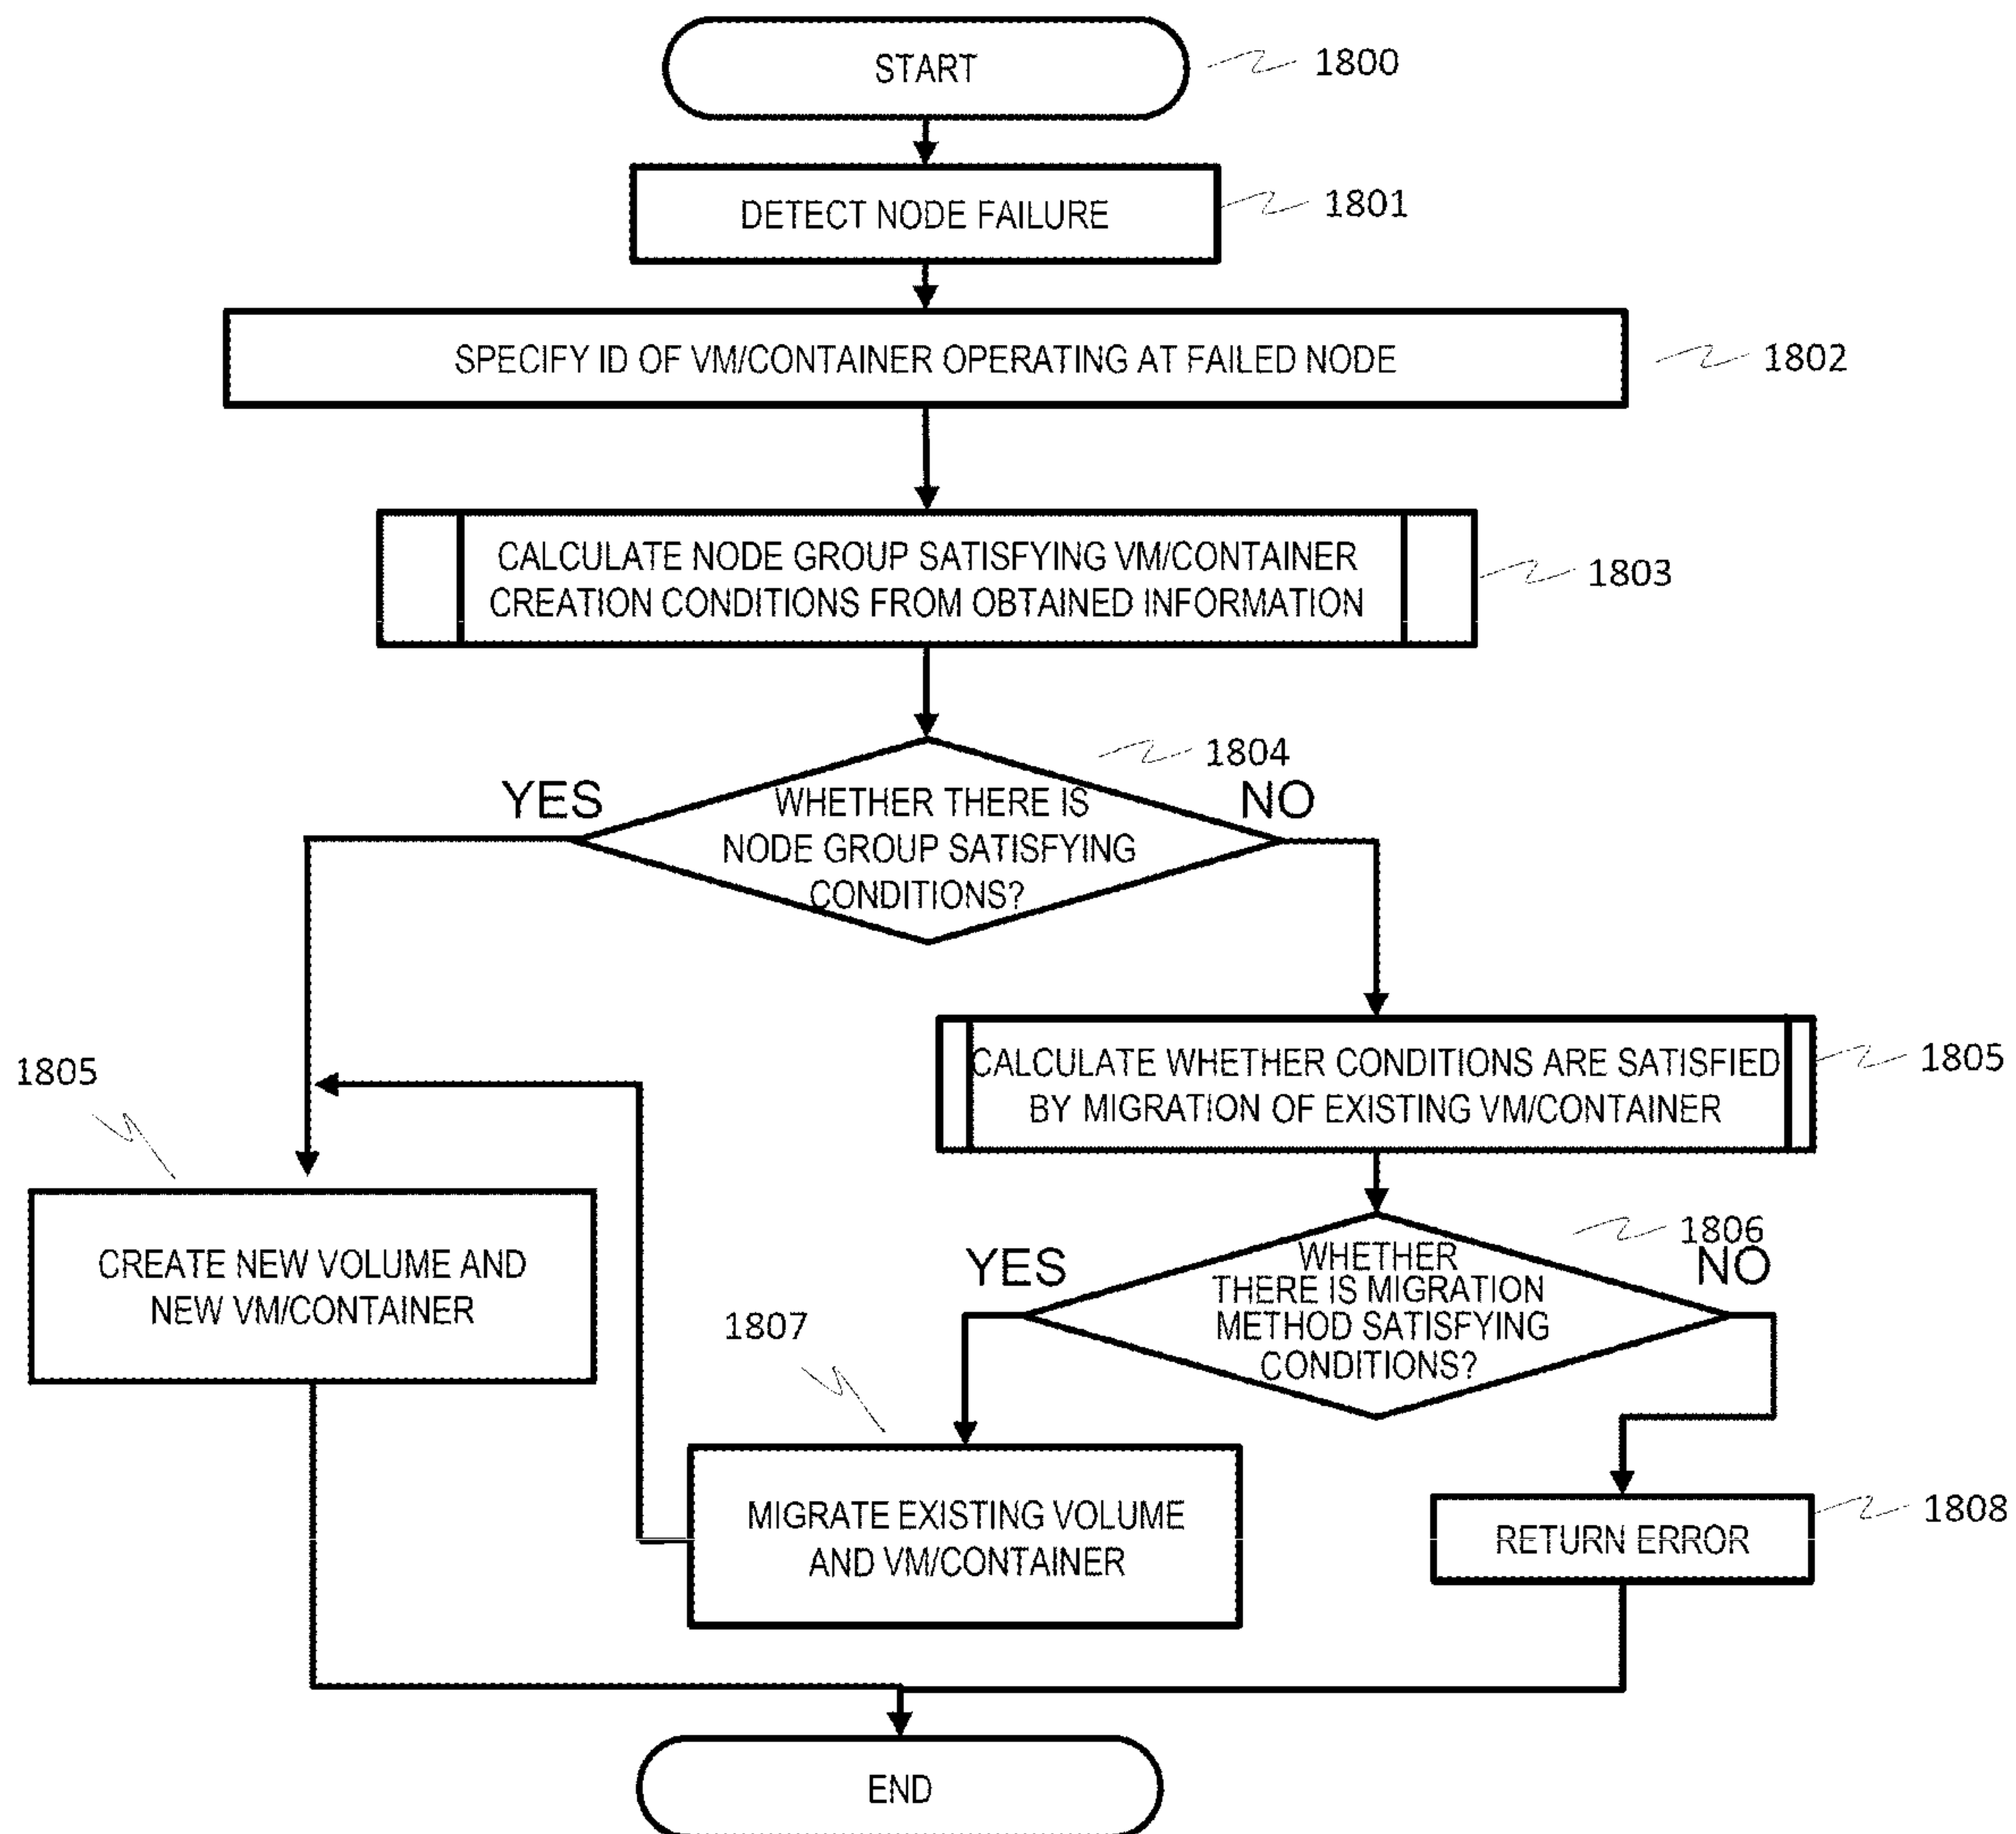 START
1800
DETECT NODE FAILURE
1801
SPECIFY ID OF VM/CONTAINER OPERATING AT FAILED NODE
1802
CALCULATE NODE GROUP SATISFYING VM/CONTAINER
CREATION CONDITIONS FROM OBTAINED INFORMATION
1803
1804
YES
NO
WHETHER THERE IS
NODE GROUP SATISFYING
CONDITIONS?
1805
CALCULATE WHETHER CONDITIONS ARE SATISFIED
BY MIGRATION OF EXISTING VM/CONTAINER
1805
CREATE NEW VOLUME AND
NEW VM/CONTAINER
1806
YES
NO
WHETHER
THERE IS MIGRATION
METHOD SATISFYING
CONDITIONS?
1807
MIGRATE EXISTING VOLUME
AND VM/CONTAINER
RETURN ERROR
1808
END